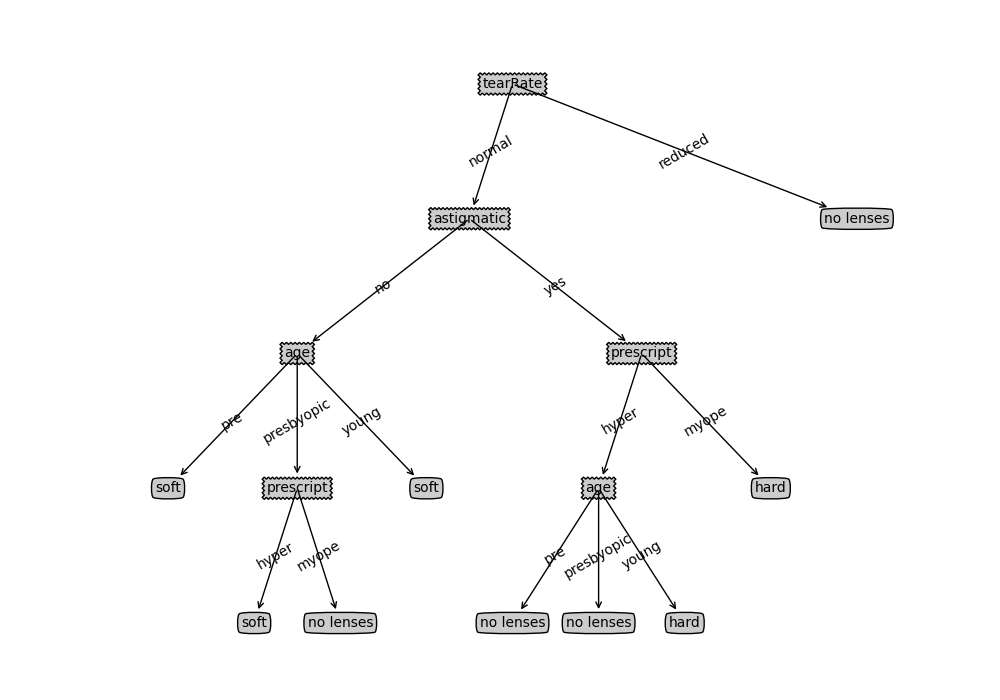 tearRate
normal
reduced
astigmatic
no lenses
no
yes
age
prescript
pre
presbyopic
young
hyper
myope
soft
prescript
soft
age
hard
hyper
myope
pre
presbyopic
young
soft
no lenses
no lenses
no lenses
hard